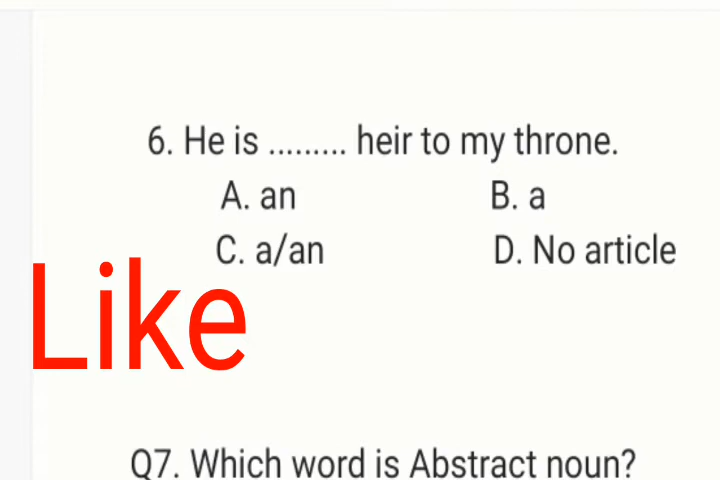 6. He is ......... heir to my throne.
A. an B. a
C. a/an D. No article
Like
Q7. Which word is Abstract noun?